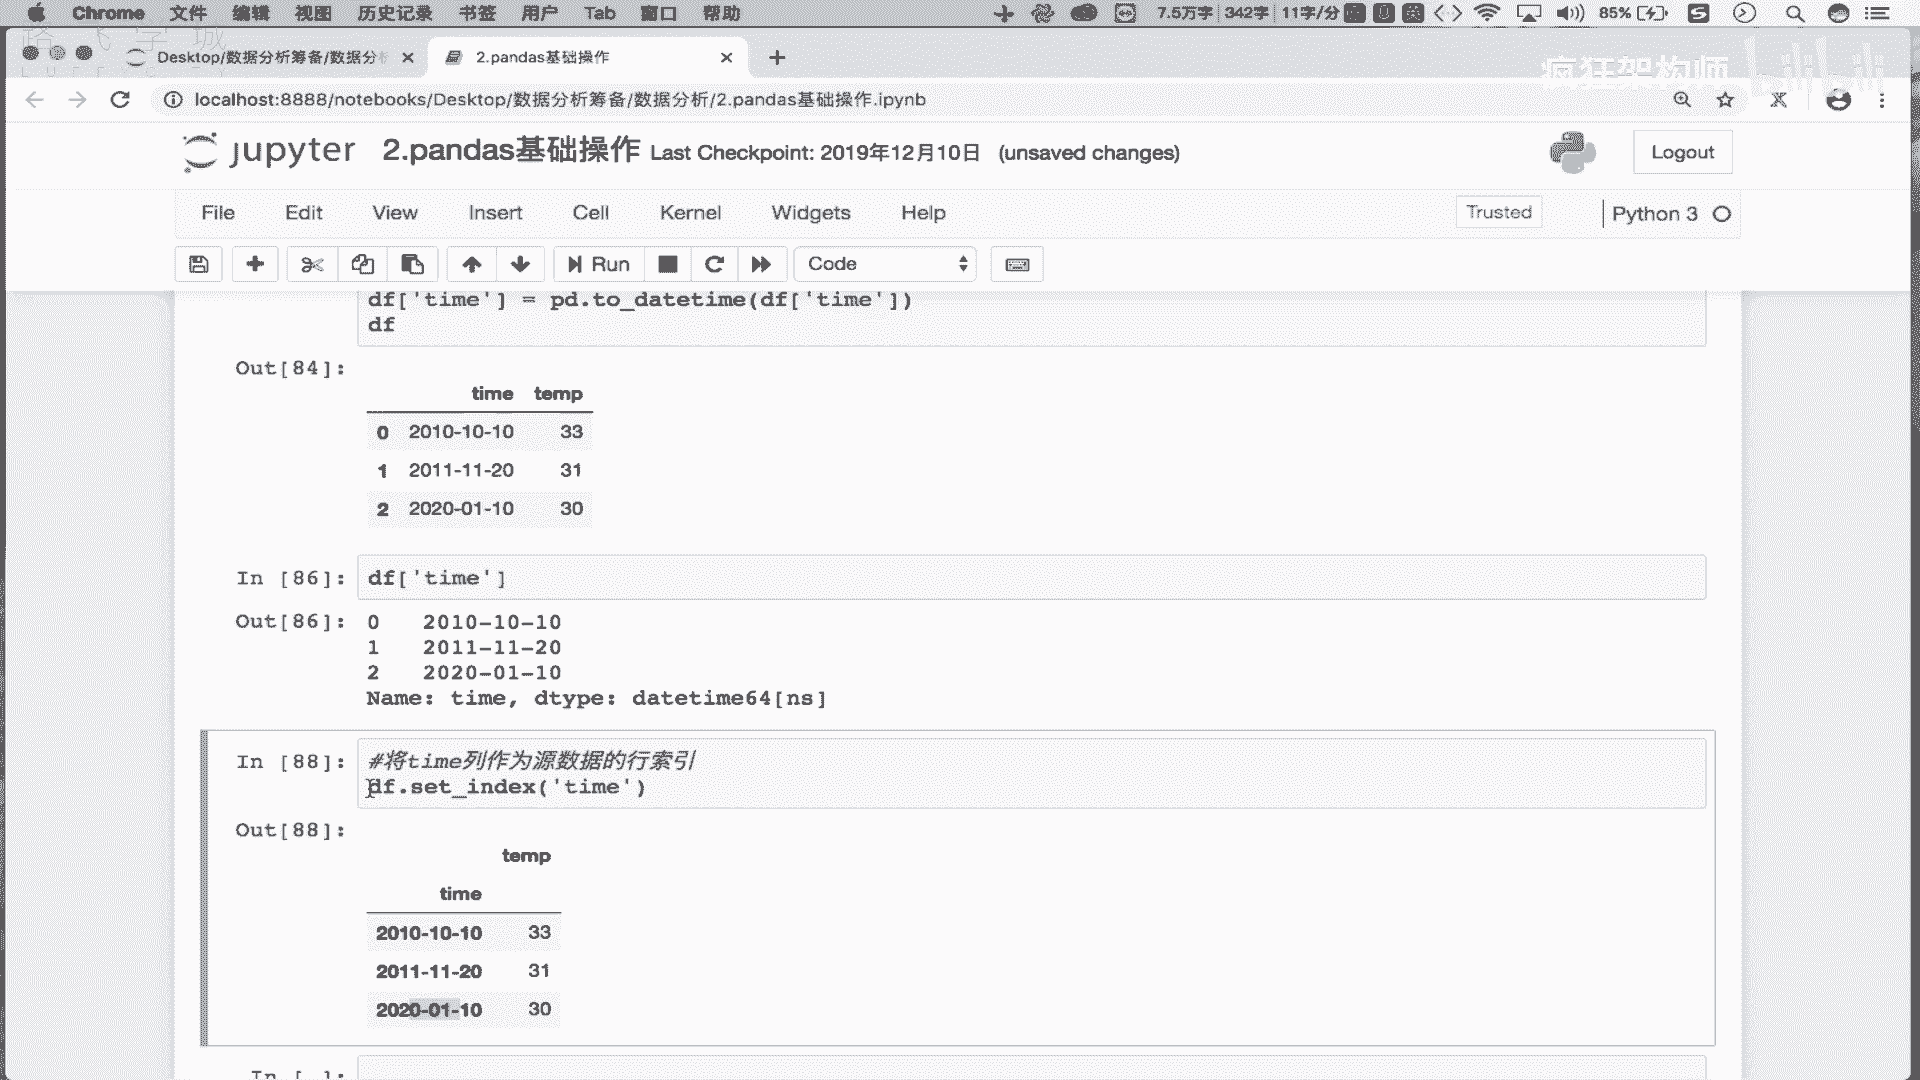 Chrome 文件 编辑 视图 历史记录 书签 用户 Tab 窗口 帮助 7.5万字 342字 11字/分 85%
Desktop/数据分析筹备/数据分析
2.pandas基础操作
疯狂架构师 bilibili
localhost:8888/notebooks/Desktop/数据分析筹备/数据分析/2.pandas基础操作.ipynb
jupyter 2.pandas基础操作 Last Checkpoint: 2019年12月10日 (unsaved changes)
Logout
File Edit View Insert Cell Kernel Widgets Help
Trusted
Python 3
Run
Code
df['time'] = pd.to_datetime(df['time'])
df
Out[84]:
time temp
0 2010-10-10 33
1 2011-11-20 31
2 2020-01-10 30
In [86]: df['time']
Out[86]: 0 2010-10-10
1 2011-11-20
2 2020-01-10
Name: time, dtype: datetime64[ns]
In [88]: #将time列作为源数据的行索引
df.set_index('time')
Out[88]:
temp
time
2010-10-10 33
2011-11-20 31
2020-01-10 30
In [ ]: